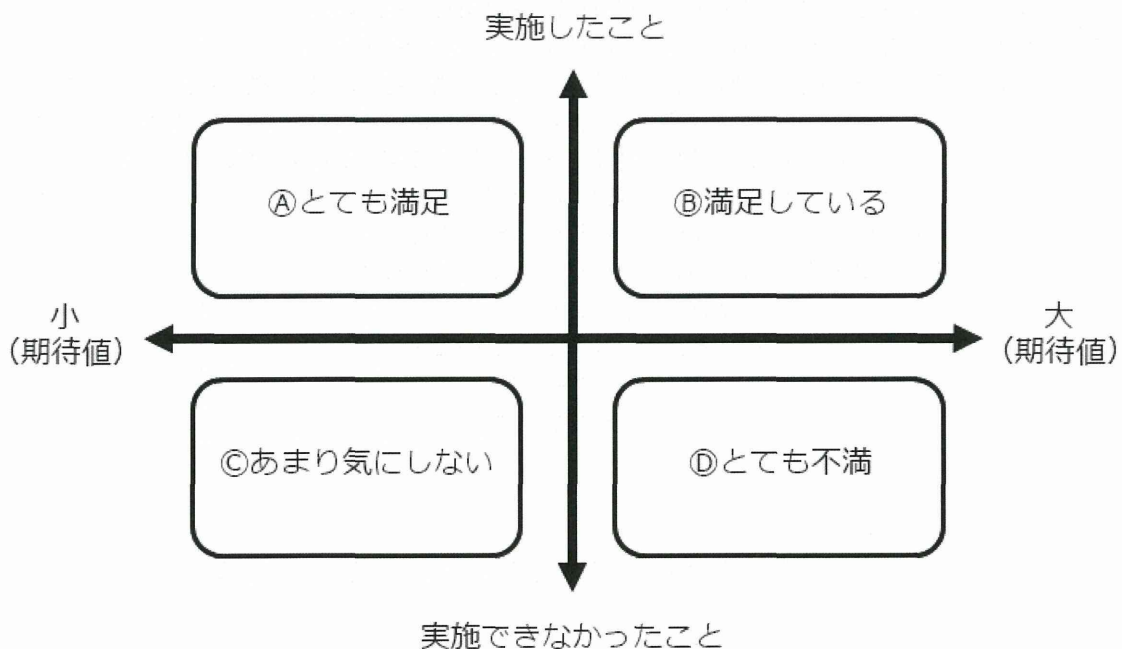 実施したこと
Ⓐとても満足
Ⓑ満足している
小
（期待値）
大
（期待値）
Ⓒあまり気にしない
Ⓓとても不満
実施できなかったこと